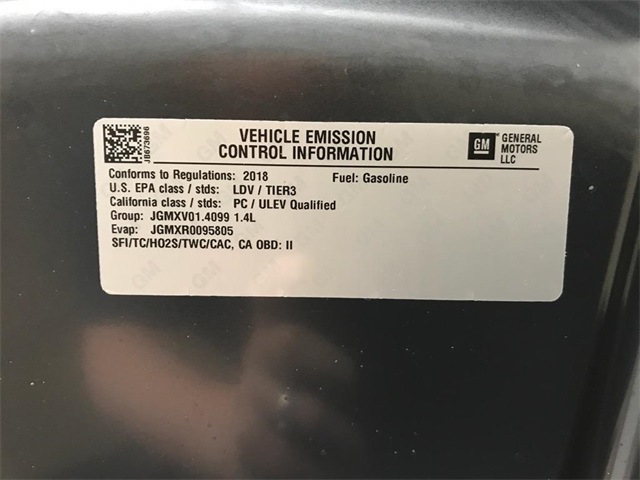 JB673696
VEHICLE EMISSION
CONTROL INFORMATION
GM
GENERAL
MOTORS
LLC
Conforms to Regulations: 2018 Fuel: Gasoline
U.S. EPA class / stds: LDV / TIER3
California class / stds: PC / ULEV Qualified
Group: JGMXV01.4099 1.4L
Evap: JGMXR0095805
SFI/TC/HO2S/TWC/CAC, CA OBD: II